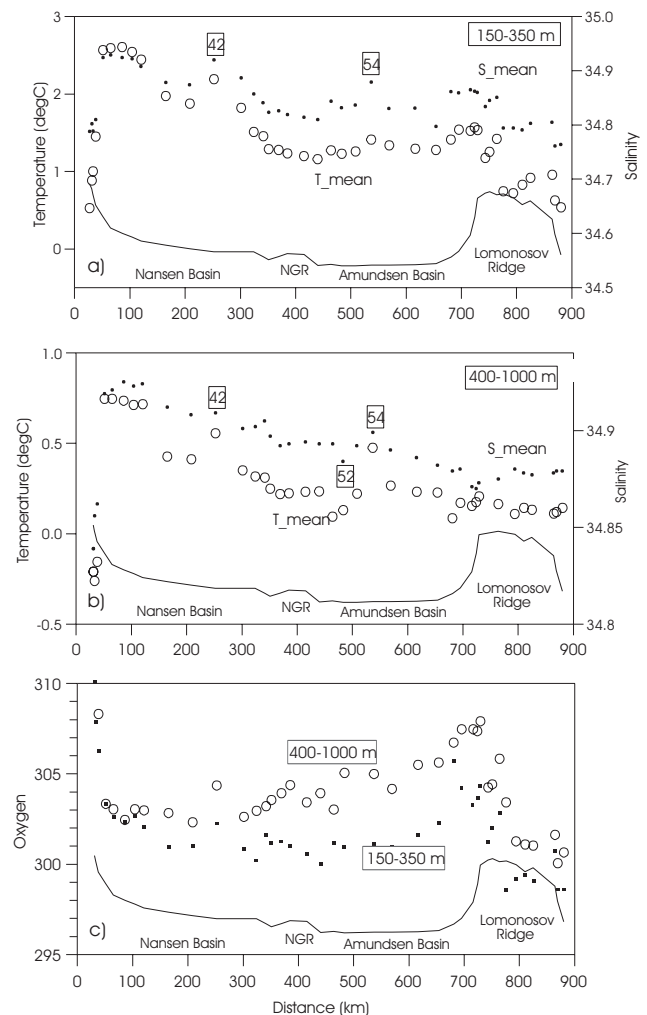 3 35.0
42 54 150-350 m
34.9
2 S_mean
Temperature (degC) 34.8 Salinity
1 T_mean
34.7
0 34.6
a) Nansen Basin NGR Amundsen Basin Lomonosov Ridge
34.5
0 100 200 300 400 500 600 700 800 900
1.0
42 54 400-1000 m
0.5 52 S_mean 34.9
Temperature (degC) T_mean Salinity
0.0 34.85
b) Nansen Basin NGR Amundsen Basin Lomonosov Ridge
-0.5 34.8
0 100 200 300 400 500 600 700 800 900
310
400-1000 m
305
Oxygen
300 150-350 m
c) Nansen Basin NGR Amundsen Basin Lomonosov Ridge
295
0 100 200 300 400 500 600 700 800 900
Distance (km)